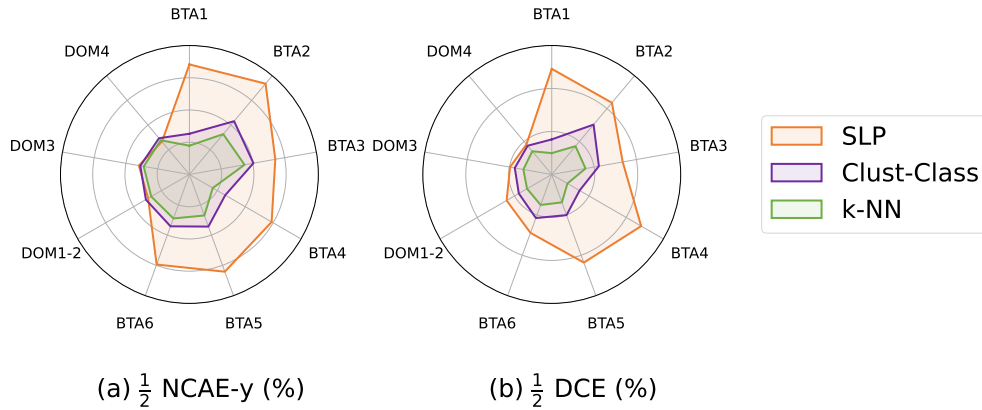 BTA1
BTA2
BTA3
BTA4
BTA5
BTA6
DOM1-2
DOM3
DOM4
(a) 1/2 NCAE-y (%)
BTA1
BTA2
BTA3
BTA4
BTA5
BTA6
DOM1-2
DOM3
DOM4
(b) 1/2 DCE (%)
SLP
Clust-Class
k-NN